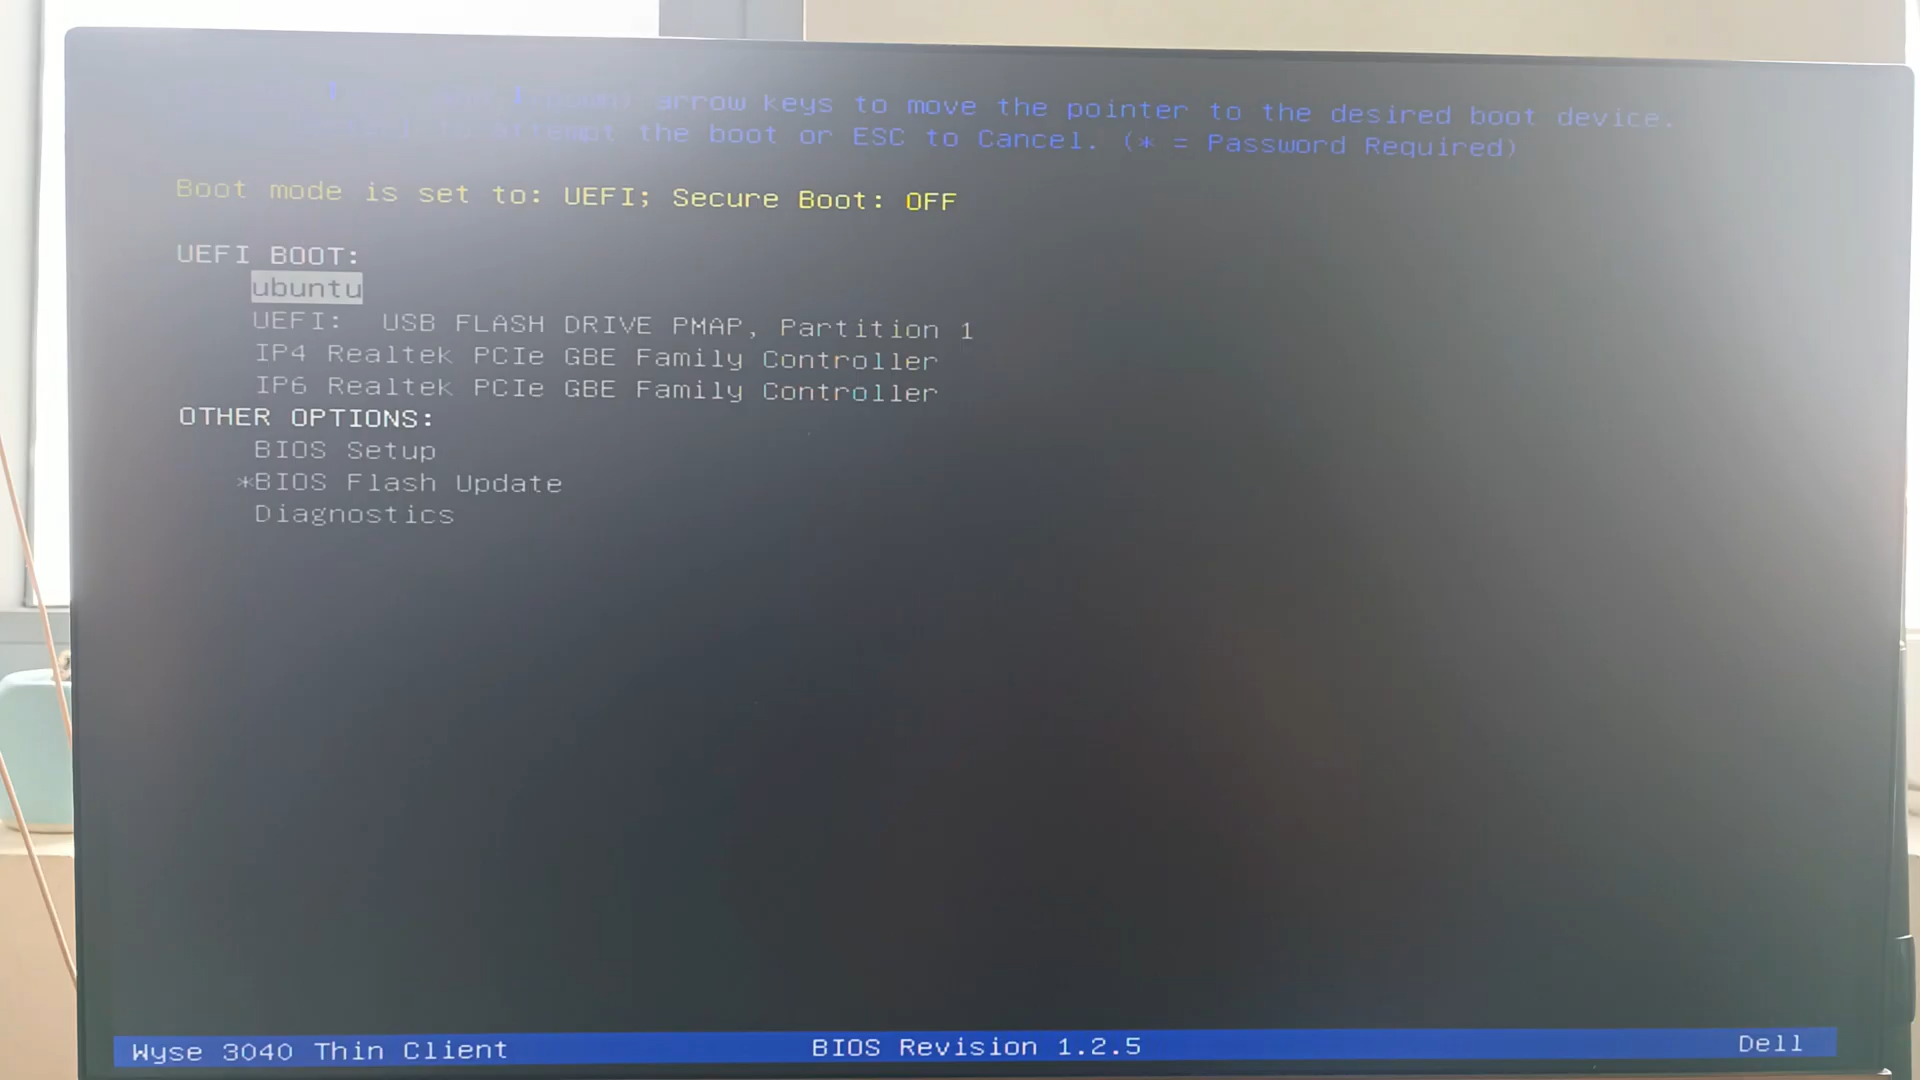 arrow keys to move the pointer to the desired boot device.
attempt the boot or ESC to Cancel. (* = Password Required)
Boot mode is set to: UEFI; Secure Boot: OFF
UEFI BOOT:
ubuntu
UEFI: USB FLASH DRIVE PMAP, Partition 1
IP4 Realtek PCIe GBE Family Controller
IP6 Realtek PCIe GBE Family Controller
OTHER OPTIONS:
BIOS Setup
*BIOS Flash Update
Diagnostics
Wyse 3040 Thin Client BIOS Revision 1.2.5 Dell